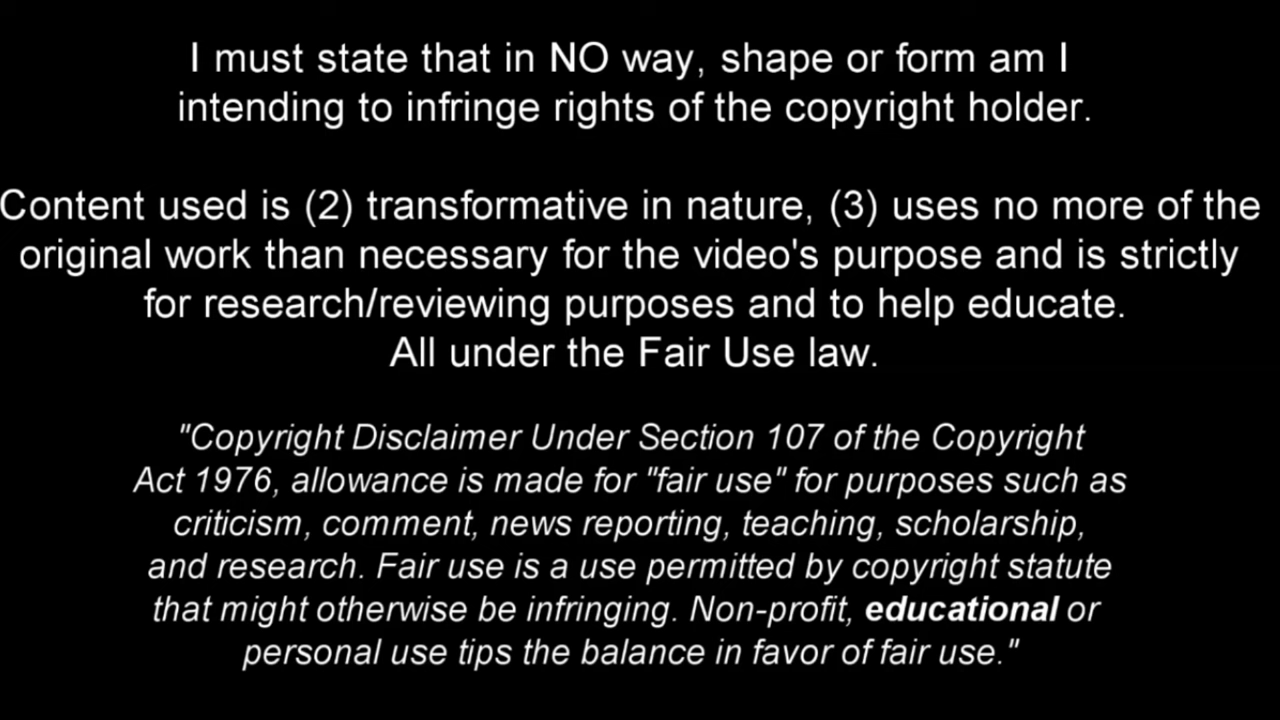 I must state that in NO way, shape or form am I
intending to infringe rights of the copyright holder.
Content used is (2) transformative in nature, (3) uses no more of the
original work than necessary for the video's purpose and is strictly
for research/reviewing purposes and to help educate.
All under the Fair Use law.
"Copyright Disclaimer Under Section 107 of the Copyright
Act 1976, allowance is made for "fair use" for purposes such as
criticism, comment, news reporting, teaching, scholarship,
and research. Fair use is a use permitted by copyright statute
that might otherwise be infringing. Non-profit, educational or
personal use tips the balance in favor of fair use."